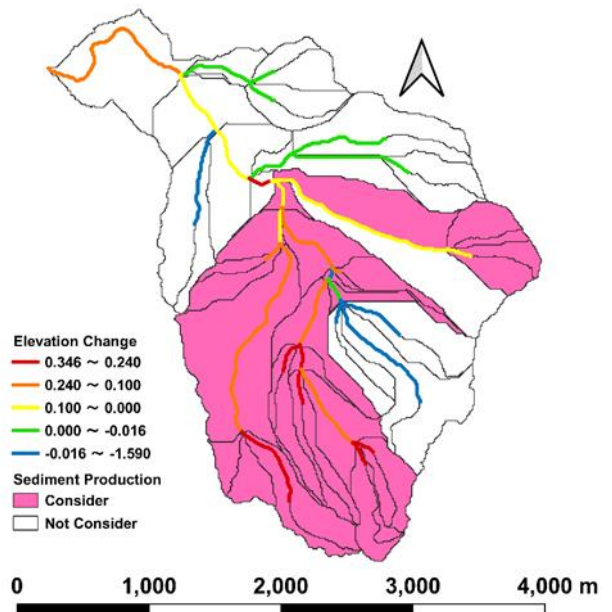 Elevation Change
0.346 ~ 0.240
0.240 ~ 0.100
0.100 ~ 0.000
0.000 ~ -0.016
-0.016 ~ -1.590
Sediment Production
Consider
Not Consider
0 1,000 2,000 3,000 4,000 m